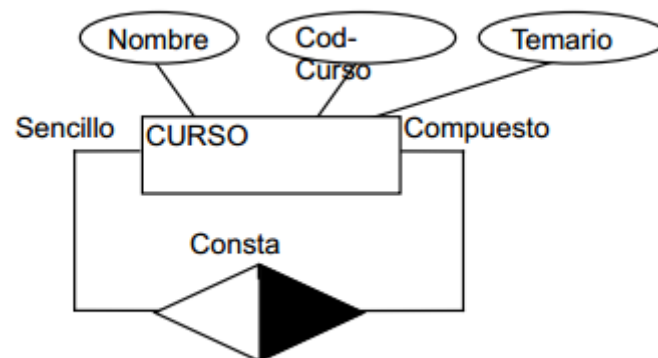 Nombre
Cod-
Curso
Temario
Sencillo
CURSO
Compuesto
Consta